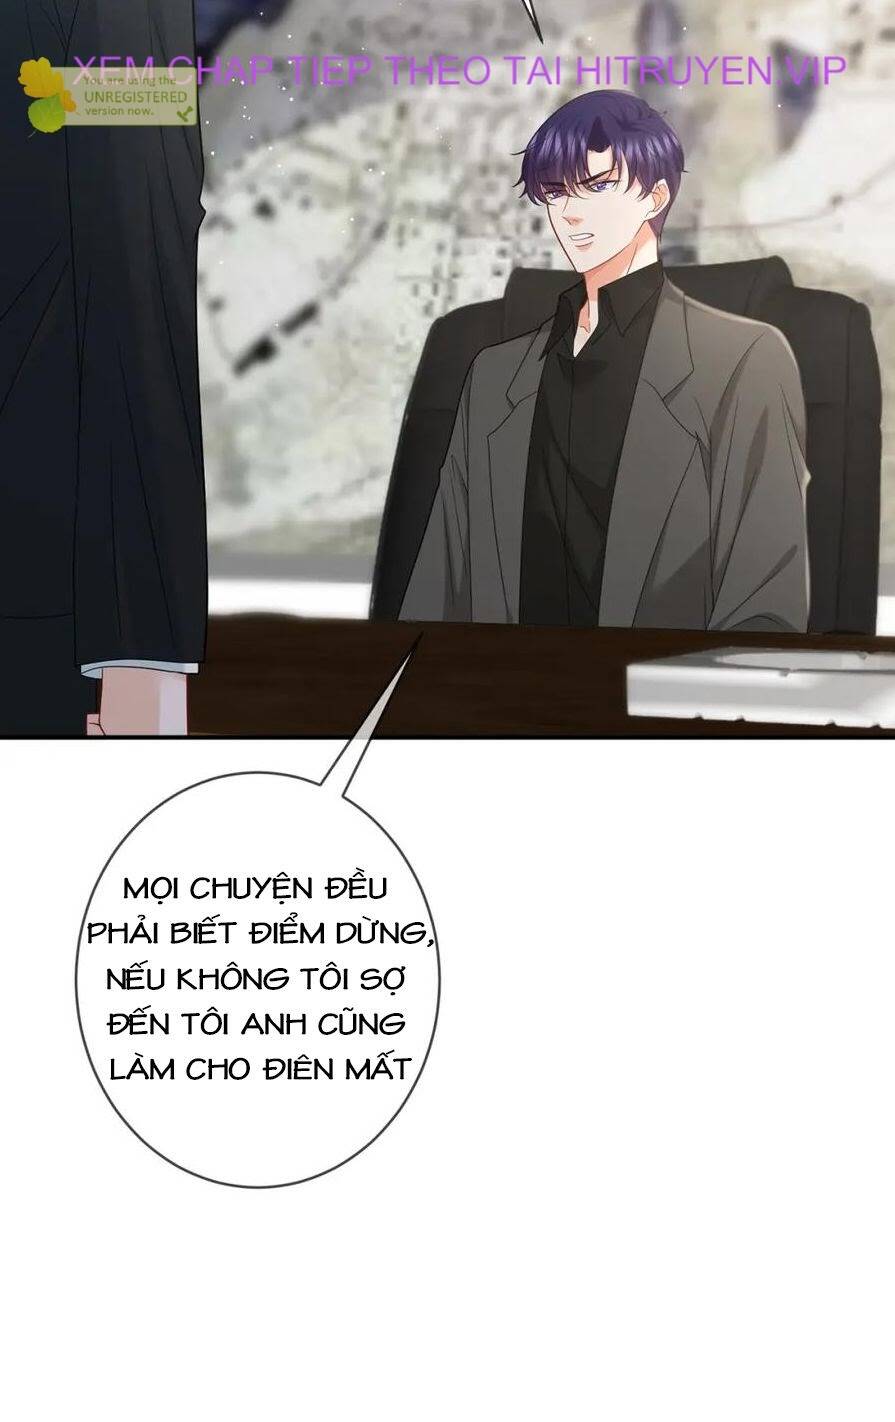 XEM CHAP TIEP THEO TAI HITRUYEN.VIP
You are using the
UNREGISTERED
version now.
MỌI CHUYỆN ĐỀU
PHẢI BIẾT ĐIỂM DỪNG,
NẾU KHÔNG TÔI SỢ
ĐẾN TÔI ANH CŨNG
LÀM CHO ĐIÊN MẤT